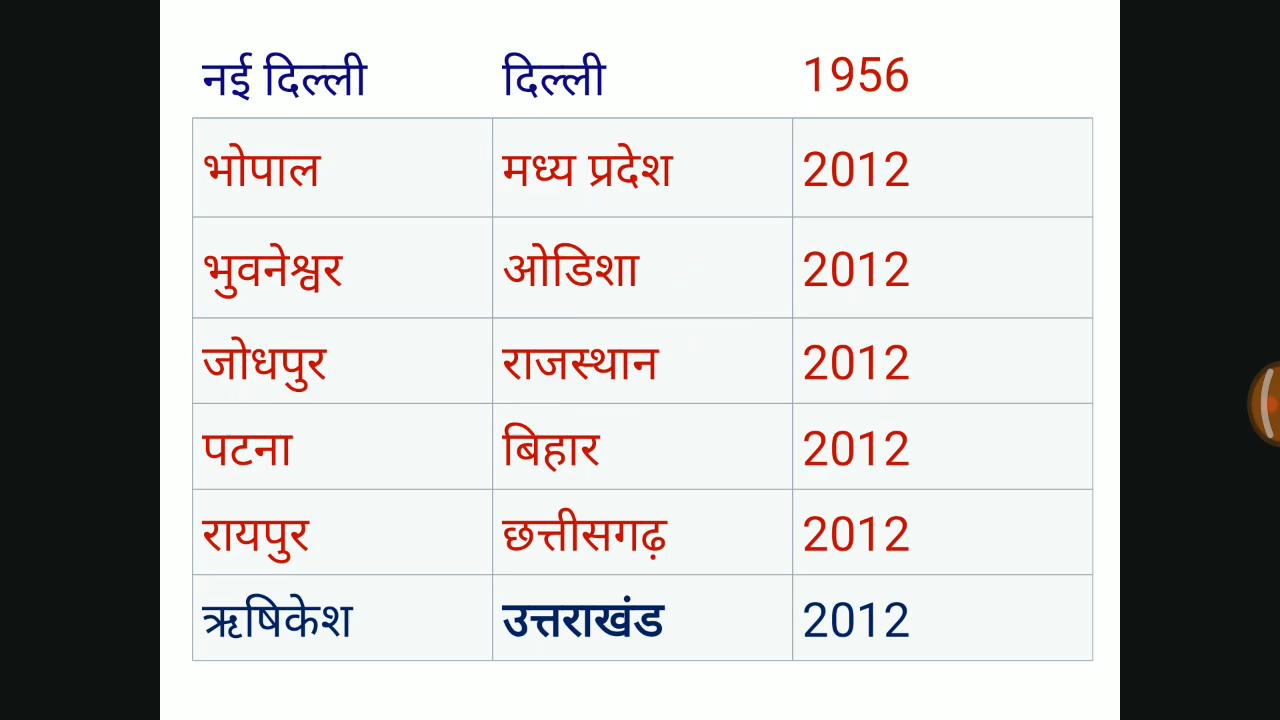 नई दिल्ली दिल्ली 1956
भोपाल मध्य प्रदेश 2012
भुवनेश्वर ओडिशा 2012
जोधपुर राजस्थान 2012
पटना बिहार 2012
रायपुर छत्तीसगढ़ 2012
ऋषिकेश उत्तराखंड 2012